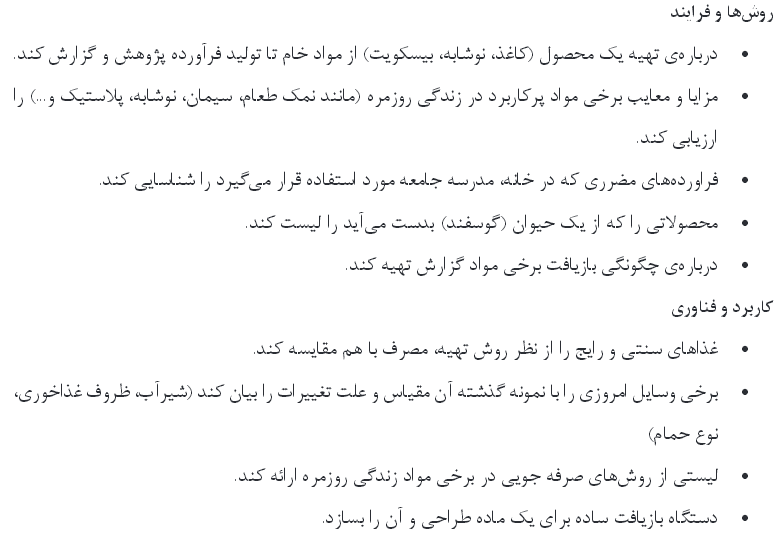 روش‌ها و فرایند
• درباره‌ی تهیه یک محصول (کاغذ، نوشابه، بیسکویت) از مواد خام تا تولید فرآورده پژوهش و گزارش کند.
• مزایا و معایب برخی مواد پرکاربرد در زندگی روزمره (مانند نمک طعام، سیمان، نوشابه، پلاستیک و...) را
ارزیابی کند.
• فراورده‌های مضرری که در خانه، مدرسه جامعه مورد استفاده قرار می‌گیرد را شناسایی کند.
• محصولاتی را که از یک حیوان (گوسفند) بدست می‌آید را لیست کند.
• درباره‌ی چگونگی بازیافت برخی مواد گزارش تهیه کند.
کاربرد و فناوری
• غذاهای سنتی و رایج را از نظر روش تهیه، مصرف با هم مقایسه کند.
• برخی وسایل امروزی را با نمونه گذشته آن مقیاس و علت تغییرات را بیان کند (شیرآب، ظروف غذاخوری،
نوع حمام)
• لیستی از روش‌های صرفه جویی در برخی مواد زندگی روزمره ارائه کند.
• دستگاه بازیافت ساده برای یک ماده طراحی و آن را بسازد.